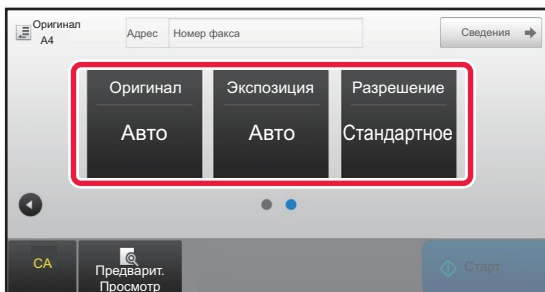 Оригинал
A4
Адрес
Номер факса
Сведения
Оригинал
Экспозиция
Разрешение
Авто
Авто
Стандартное
CA
Предварит.
Просмотр
Старт